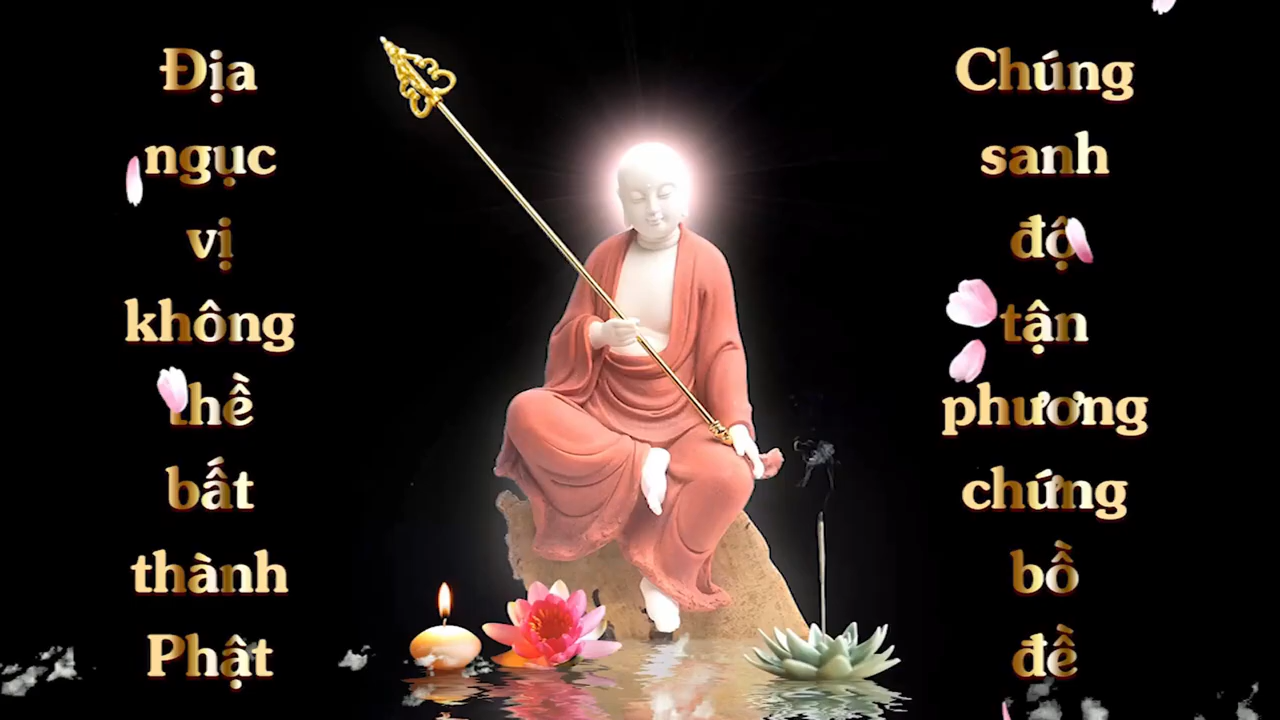 Địa
ngục
vị
không
thề
bất
thành
Phật
Chúng
sanh
độ
tận
phương
chứng
bồ
đề